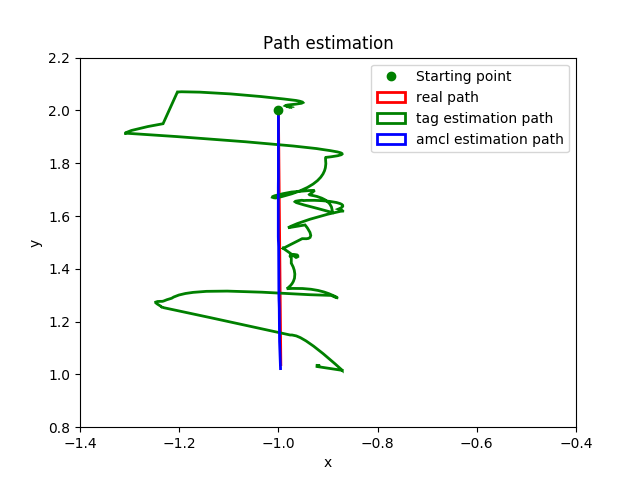 Path estimation
Starting point
real path
tag estimation path
amcl estimation path
2.2
2.0
1.8
1.6
1.4
1.2
1.0
0.8
y
−1.4
−1.2
−1.0
−0.8
−0.6
−0.4
x